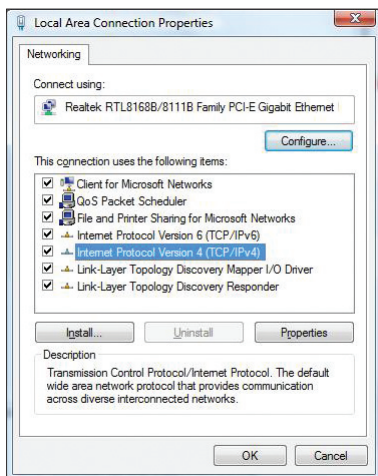 Local Area Connection Properties
Networking
Connect using:
Realtek RTL8168B/8111B Family PCI-E Gigabit Ethernet
Configure...
This connection uses the following items:
Client for Microsoft Networks
QoS Packet Scheduler
File and Printer Sharing for Microsoft Networks
Internet Protocol Version 6 (TCP/IPv6)
Internet Protocol Version 4 (TCP/IPv4)
Link-Layer Topology Discovery Mapper I/O Driver
Link-Layer Topology Discovery Responder
Install... Uninstall Properties
Description
Transmission Control Protocol/Internet Protocol. The default
wide area network protocol that provides communication
across diverse interconnected networks.
OK Cancel